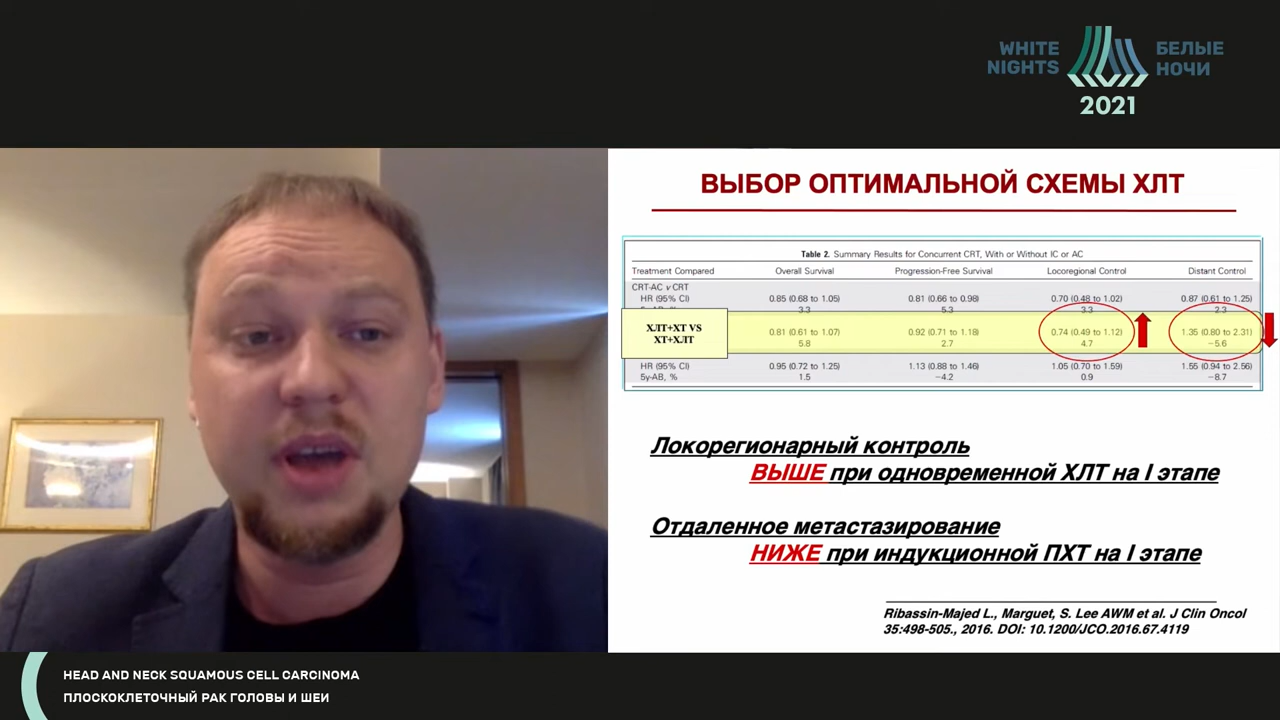 WHITE NIGHTS
БЕЛЫЕ НОЧИ
2021
ВЫБОР ОПТИМАЛЬНОЙ СХЕМЫ ХЛТ
Table 2. Summary Results for Concurrent CRT, With or Without IC or AC
Treatment Compared Overall Survival Progression-Free Survival Locoregional Control Distant Control
CRT-AC v CRT
HR (95% CI) 0.85 (0.68 to 1.05) 0.81 (0.66 to 0.98) 0.70 (0.48 to 1.02) 0.87 (0.61 to 1.25)
3.3 5.3 3.3 2.3
ХЛТ+ХТ VS
ХТ+ХЛТ
0.81 (0.61 to 1.07) 0.92 (0.71 to 1.18) 0.74 (0.49 to 1.12) 1.35 (0.80 to 2.31)
5.8 2.7 4.7 −5.6
HR (95% CI) 0.95 (0.72 to 1.25) 1.13 (0.88 to 1.46) 1.05 (0.70 to 1.59) 1.55 (0.94 to 2.56)
5y-AB, % 1.5 −4.2 0.9 −8.7
Локорегионарный контроль
ВЫШЕ при одновременной ХЛТ на I этапе
Отдаленное метастазирование
НИЖЕ при индукционной ПХТ на I этапе
Ribassin-Majed L., Marguet, S. Lee AWM et al. J Clin Oncol
35:498-505., 2016. DOI: 10.1200/JCO.2016.67.4119
HEAD AND NECK SQUAMOUS CELL CARCINOMA
ПЛОСКОКЛЕТОЧНЫЙ РАК ГОЛОВЫ И ШЕИ